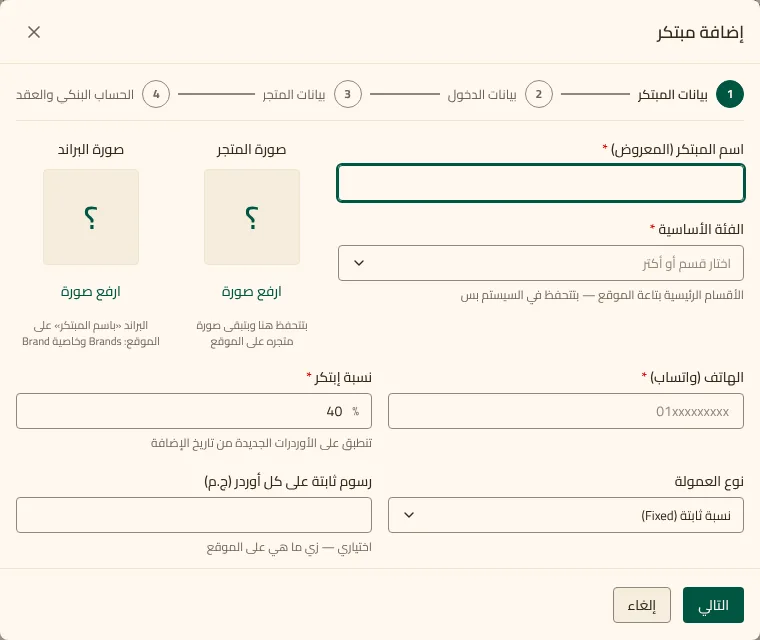 إضافة مبتكر
1 بيانات المبتكر
2 بيانات الدخول
3 بيانات المتجر
4 الحساب البنكي والعقد
اسم المبتكر (المعروض) *
الفئة الأساسية *
اختار قسم أو أكتر
الأقسام الرئيسية بتاعة الموقع — بتتحفظ في السيستم بس
صورة المتجر
؟
ارفع صورة
بتتحفظ هنا وبتبقى صورة
متجره على الموقع
صورة البراند
؟
ارفع صورة
البراند «باسم المبتكر» على
الموقع: Brands وخاصية Brand
الهاتف (واتساب) *
01xxxxxxxxx
نسبة إبتكر *
% 40
تنطبق على الأوردرات الجديدة من تاريخ الإضافة
نوع العمولة
نسبة ثابتة (Fixed)
رسوم ثابتة على كل أوردر (ج.م)
اختياري — زي ما هي على الموقع
التالي
إلغاء